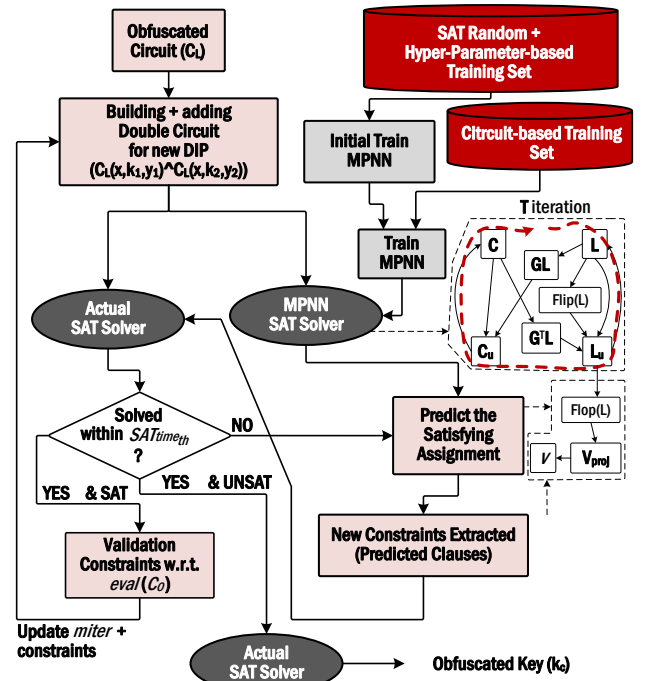 Obfuscated
Circuit (CL)
SAT Random +
Hyper-Parameter-based
Training Set
Building + adding
Double Circuit
for new DIP
(CL(x,k1,y1)^CL(x,k2,y2))
Initial Train
MPNN
Citrcuit-based Training
Set
Train
MPNN
T iteration
C
L
GL
Flip(L)
GTL
Cu
Lu
Actual
SAT Solver
MPNN
SAT Solver
Solved
within SATtimeth
?
NO
Predict the
Satisfying
Assignment
Flop(L)
V
Vproj
YES & SAT
YES & UNSAT
Validation
Constraints w.r.t.
eval(CO)
New Constraints Extracted
(Predicted Clauses)
Update miter +
constraints
Actual
SAT Solver
Obfuscated Key (kc)